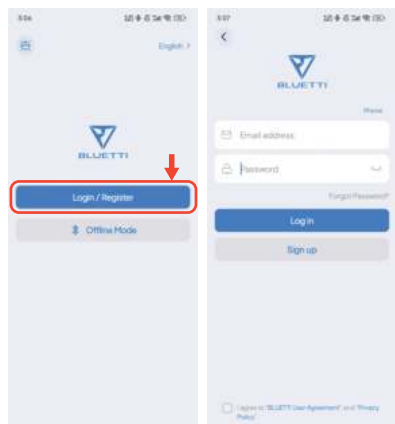 English >
BLUETTI
Login / Register
Offline Mode
BLUETTI
Phone
Email address
Password
Forgot Password?
Log in
Sign up
I agree to "BLUETTI User Agreement" and "Privacy
Policy"